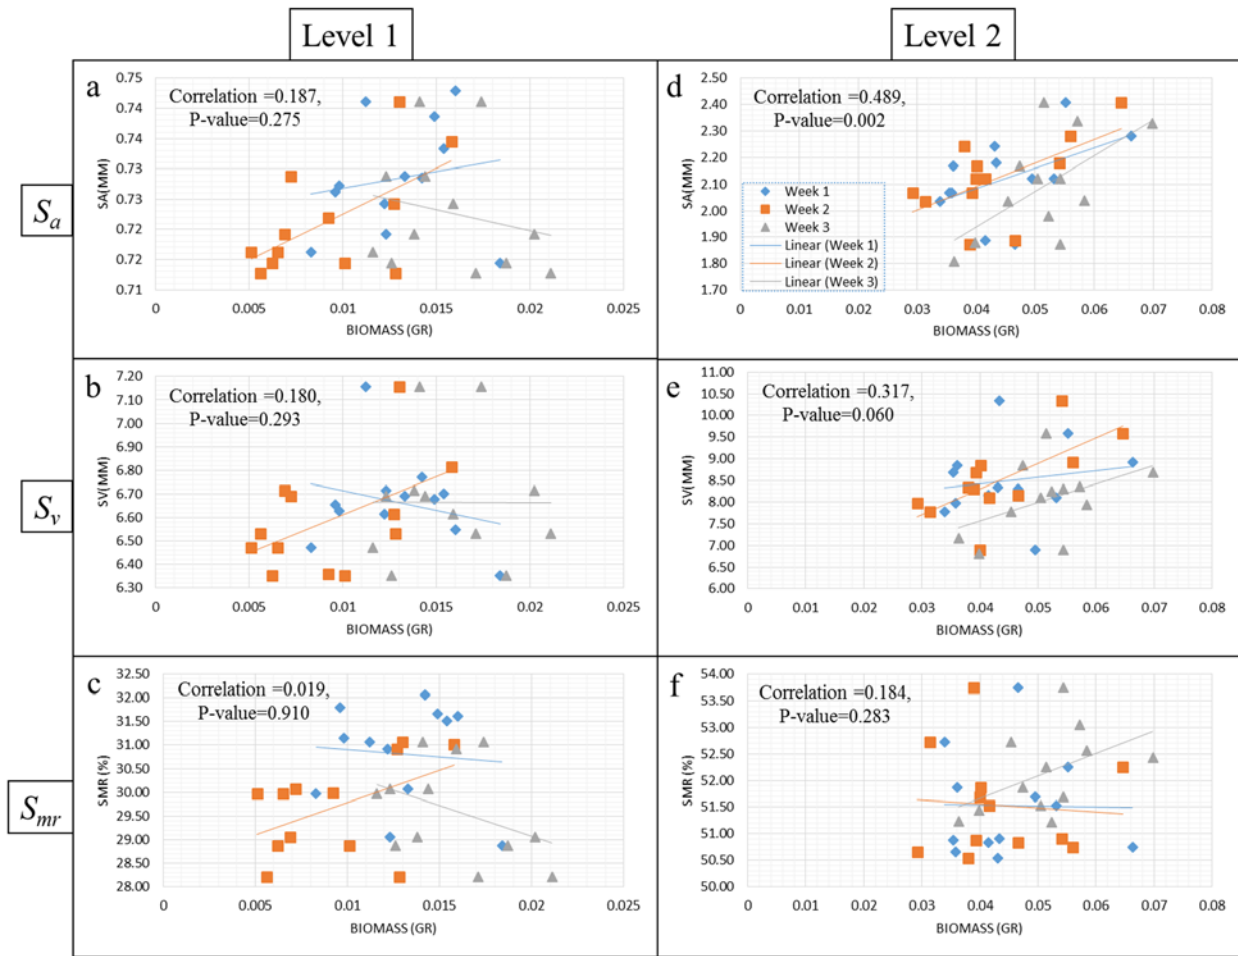 Level 1
Level 2
Sa
Sv
Smr
a
Correlation =0.187,
P-value=0.275
0.75
0.74
0.74
0.73
0.73
0.72
0.72
0.71
SA(MM)
0
0.005
0.01
0.015
0.02
0.025
BIOMASS (GR)
d
Correlation =0.489,
P-value=0.002
2.50
2.40
2.30
2.20
2.10
2.00
1.90
1.80
1.70
SA(MM)
Week 1
Week 2
Week 3
Linear (Week 1)
Linear (Week 2)
Linear (Week 3)
0
0.01
0.02
0.03
0.04
0.05
0.06
0.07
0.08
BIOMASS (GR)
b
Correlation =0.180,
P-value=0.293
7.20
7.10
7.00
6.90
6.80
6.70
6.60
6.50
6.40
6.30
SV(MM)
0
0.005
0.01
0.015
0.02
0.025
BIOMASS (GR)
e
Correlation =0.317,
P-value=0.060
11.00
10.50
10.00
9.50
9.00
8.50
8.00
7.50
7.00
6.50
6.00
SV(MM)
0
0.01
0.02
0.03
0.04
0.05
0.06
0.07
0.08
BIOMASS (GR)
c
Correlation =0.019,
P-value=0.910
32.50
32.00
31.50
31.00
30.50
30.00
29.50
29.00
28.50
28.00
SMR (%)
0
0.005
0.01
0.015
0.02
0.025
BIOMASS (GR)
f
Correlation =0.184,
P-value=0.283
54.00
53.50
53.00
52.50
52.00
51.50
51.00
50.50
50.00
SMR (%)
0
0.01
0.02
0.03
0.04
0.05
0.06
0.07
0.08
BIOMASS (GR)